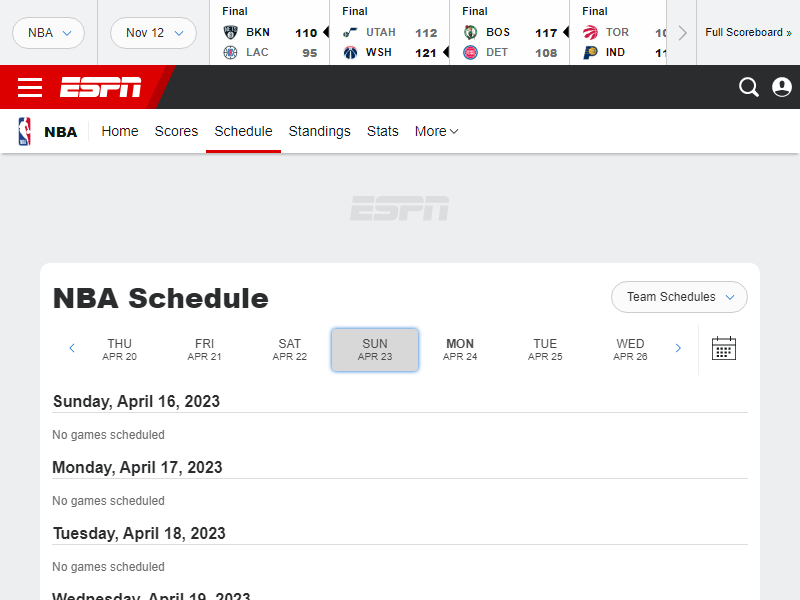 NBA
Nov 12
Final
BKN 110
LAC 95
Final
UTAH 112
WSH 121
Final
BOS 117
DET 108
Final
TOR
IND
Full Scoreboard »
ESPN
NBA Home Scores Schedule Standings Stats More
ESPN
NBA Schedule
Team Schedules
THU
APR 20
FRI
APR 21
SAT
APR 22
SUN
APR 23
MON
APR 24
TUE
APR 25
WED
APR 26
Sunday, April 16, 2023
No games scheduled
Monday, April 17, 2023
No games scheduled
Tuesday, April 18, 2023
No games scheduled
Wednesday, April 19, 2023